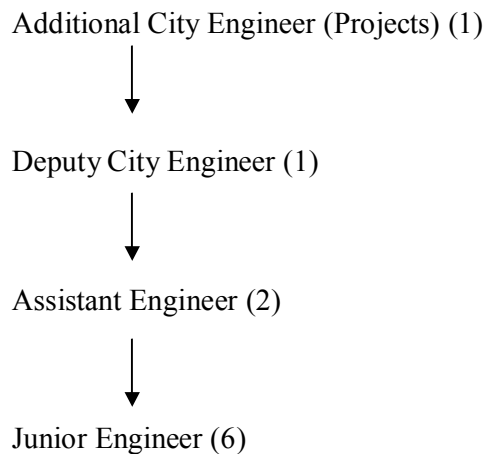 Additional City Engineer (Projects) (1)
Deputy City Engineer (1)
Assistant Engineer (2)
Junior Engineer (6)